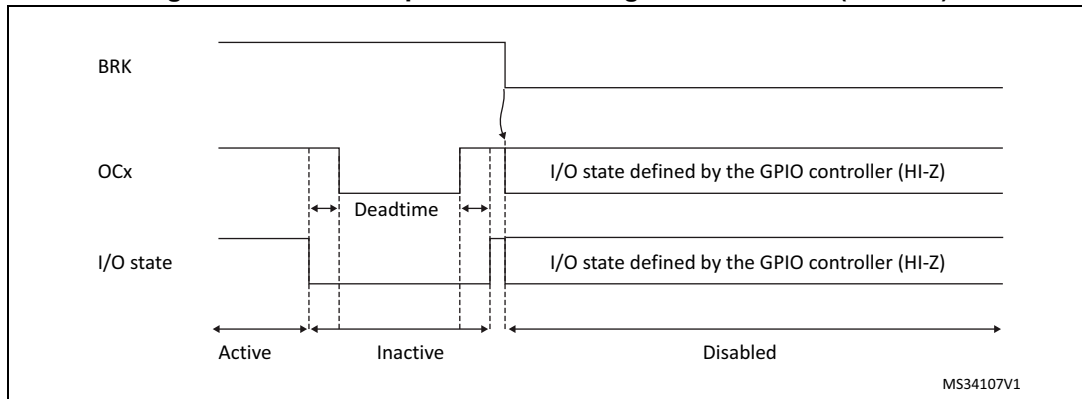 BRK
OCx
I/O state defined by the GPIO controller (HI-Z)
Deadtime
I/O state
I/O state defined by the GPIO controller (HI-Z)
Active
Inactive
Disabled
MS34107V1